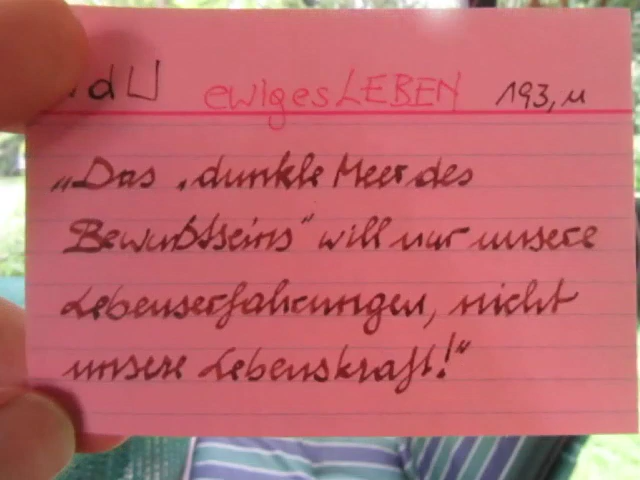 dU ewigesLEBEN 193, u
„Das ‚dunkle Meer des
Bewußtseins“ will nur unsere
Lebenserfahrungen, nicht
unsere Lebenskraft!“